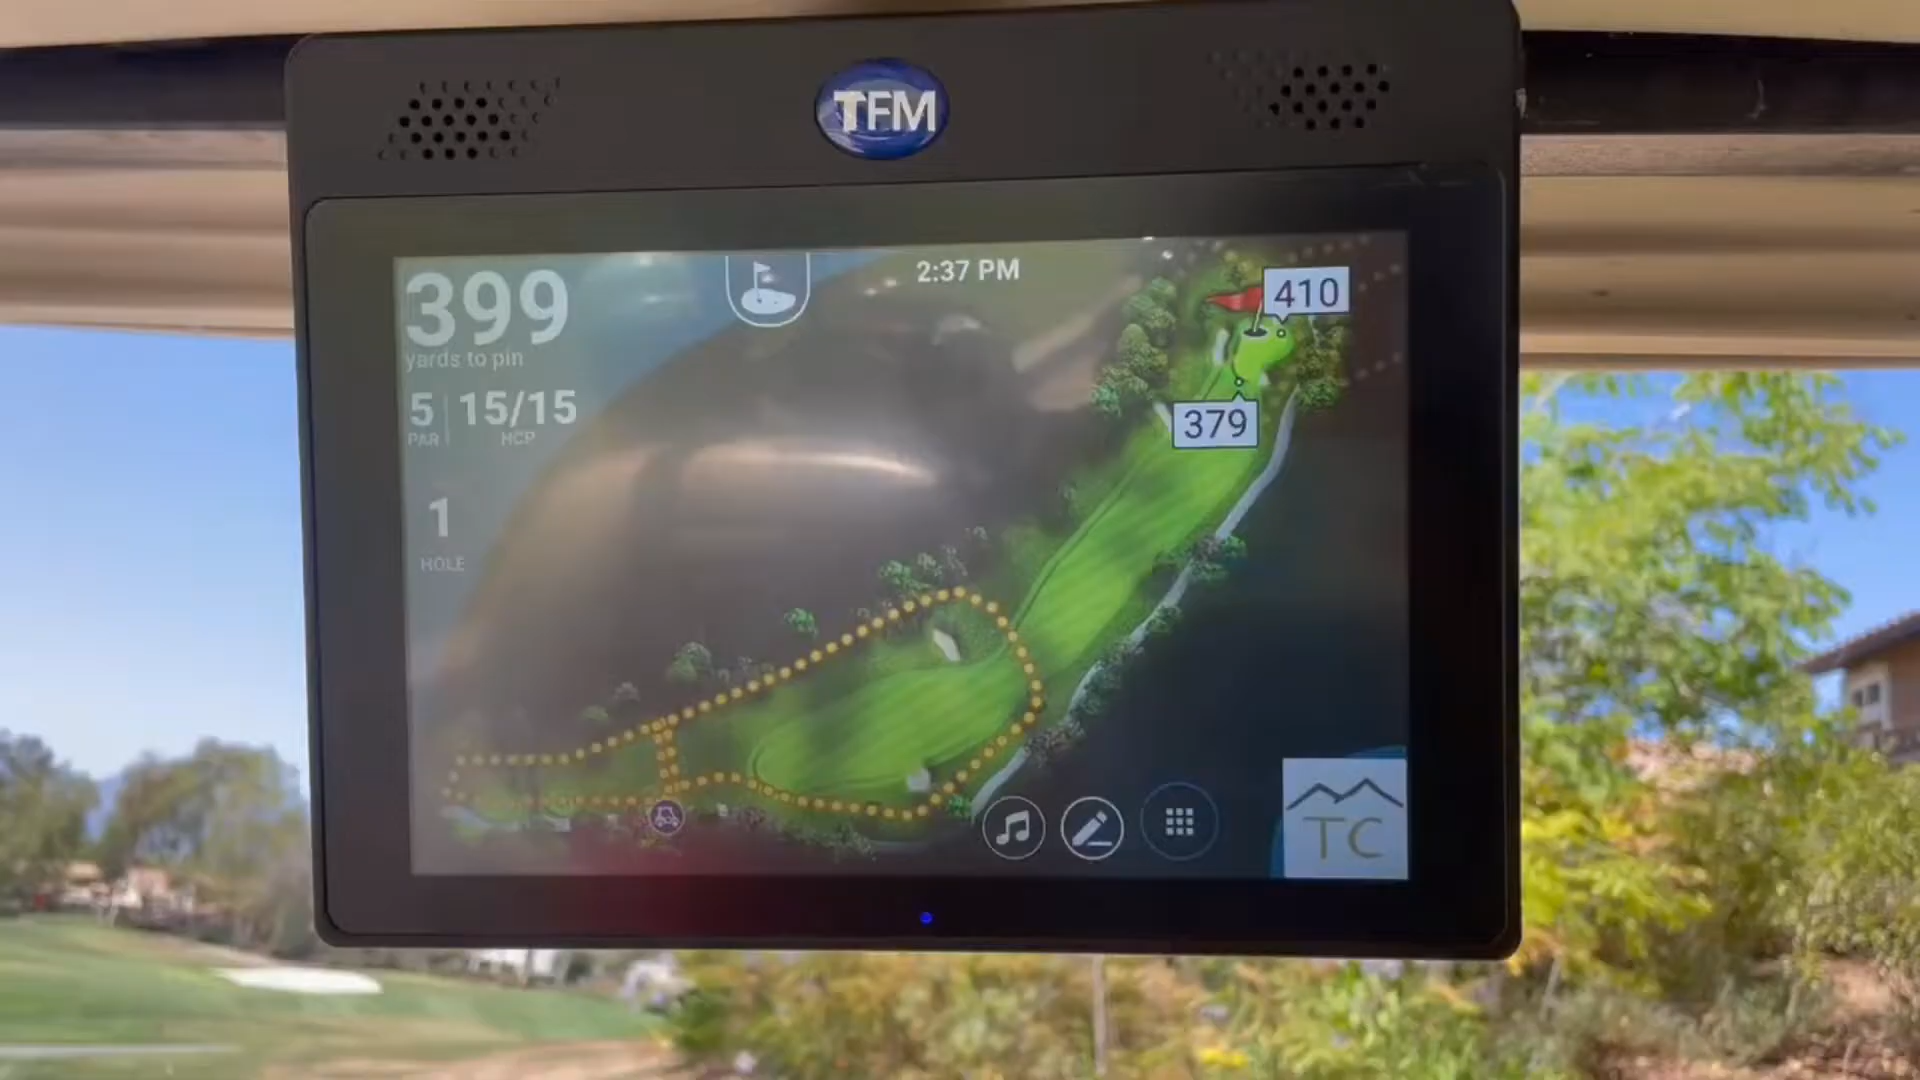 TFM
399
yards to pin
2:37 PM
410
5 15/15
PAR HCP
379
1
HOLE
TC